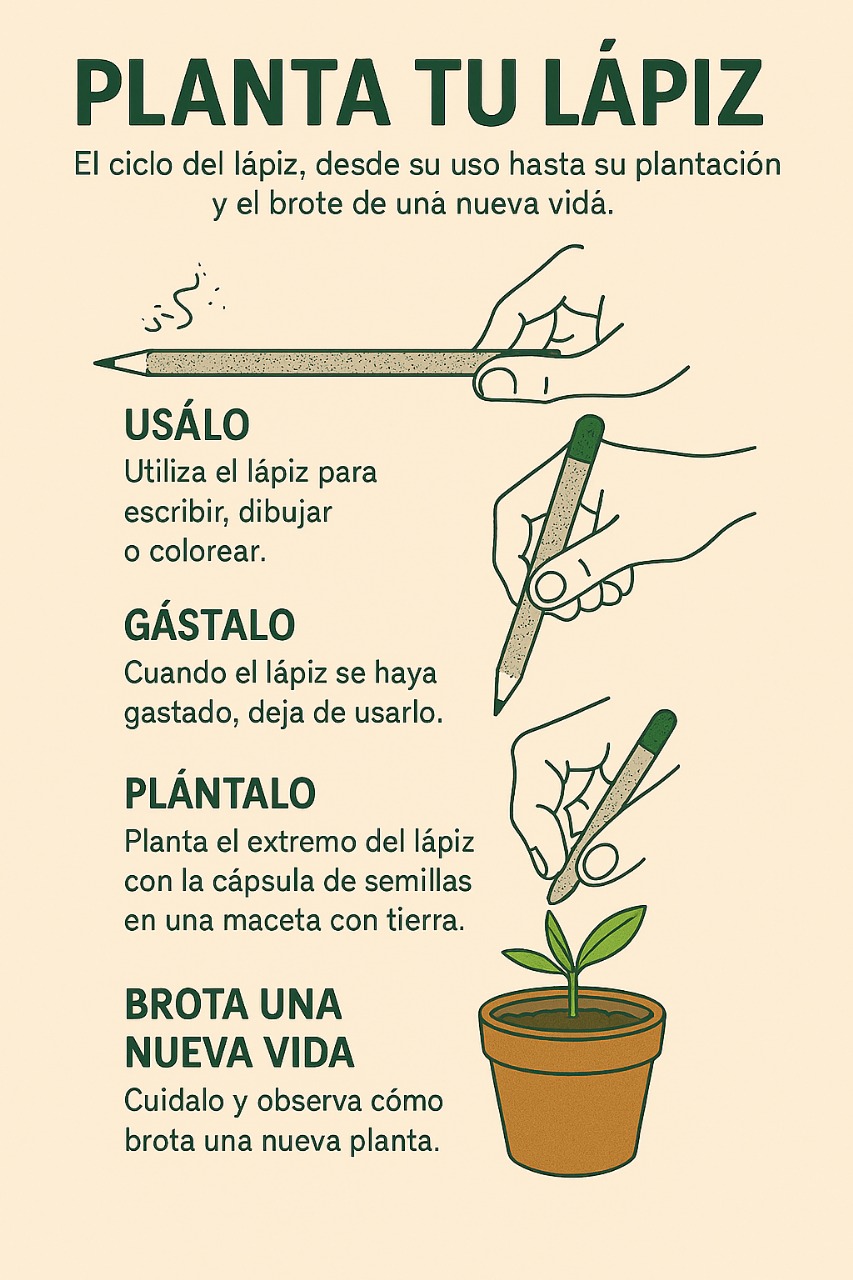 PLANTA TU LÁPIZ
El ciclo del lápiz, desde su uso hasta su plantación
y el brote de uná nueva vidá.
USÁLO
Utiliza el lápiz para
escribir, dibujar
o colorear.
GÁSTALO
Cuando el lápiz se haya
gastado, deja de usarlo.
PLÁNTALO
Planta el extremo del lápiz
con la cápsula de semillas
en una maceta con tierra.
BROTA UNA
NUEVA VIDA
Cuidalo y observa cómo
brota una nueva planta.